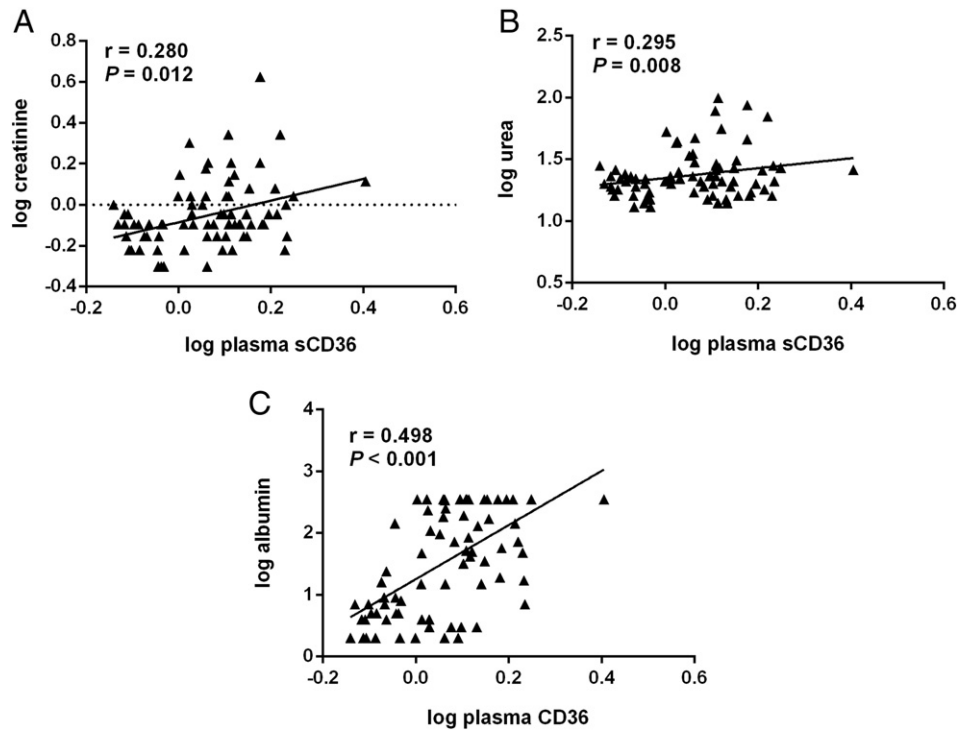 A
r = 0.280
P = 0.012
0.8
0.6
0.4
0.2
0.0
-0.2
-0.4
log creatinine
-0.2
0.0
0.2
0.4
0.6
log plasma sCD36
B
r = 0.295
P = 0.008
2.5
2.0
1.5
1.0
0.5
log urea
-0.2
0.0
0.2
0.4
0.6
log plasma sCD36
C
r = 0.498
P < 0.001
4
3
2
1
0
log albumin
-0.2
0.0
0.2
0.4
0.6
log plasma CD36